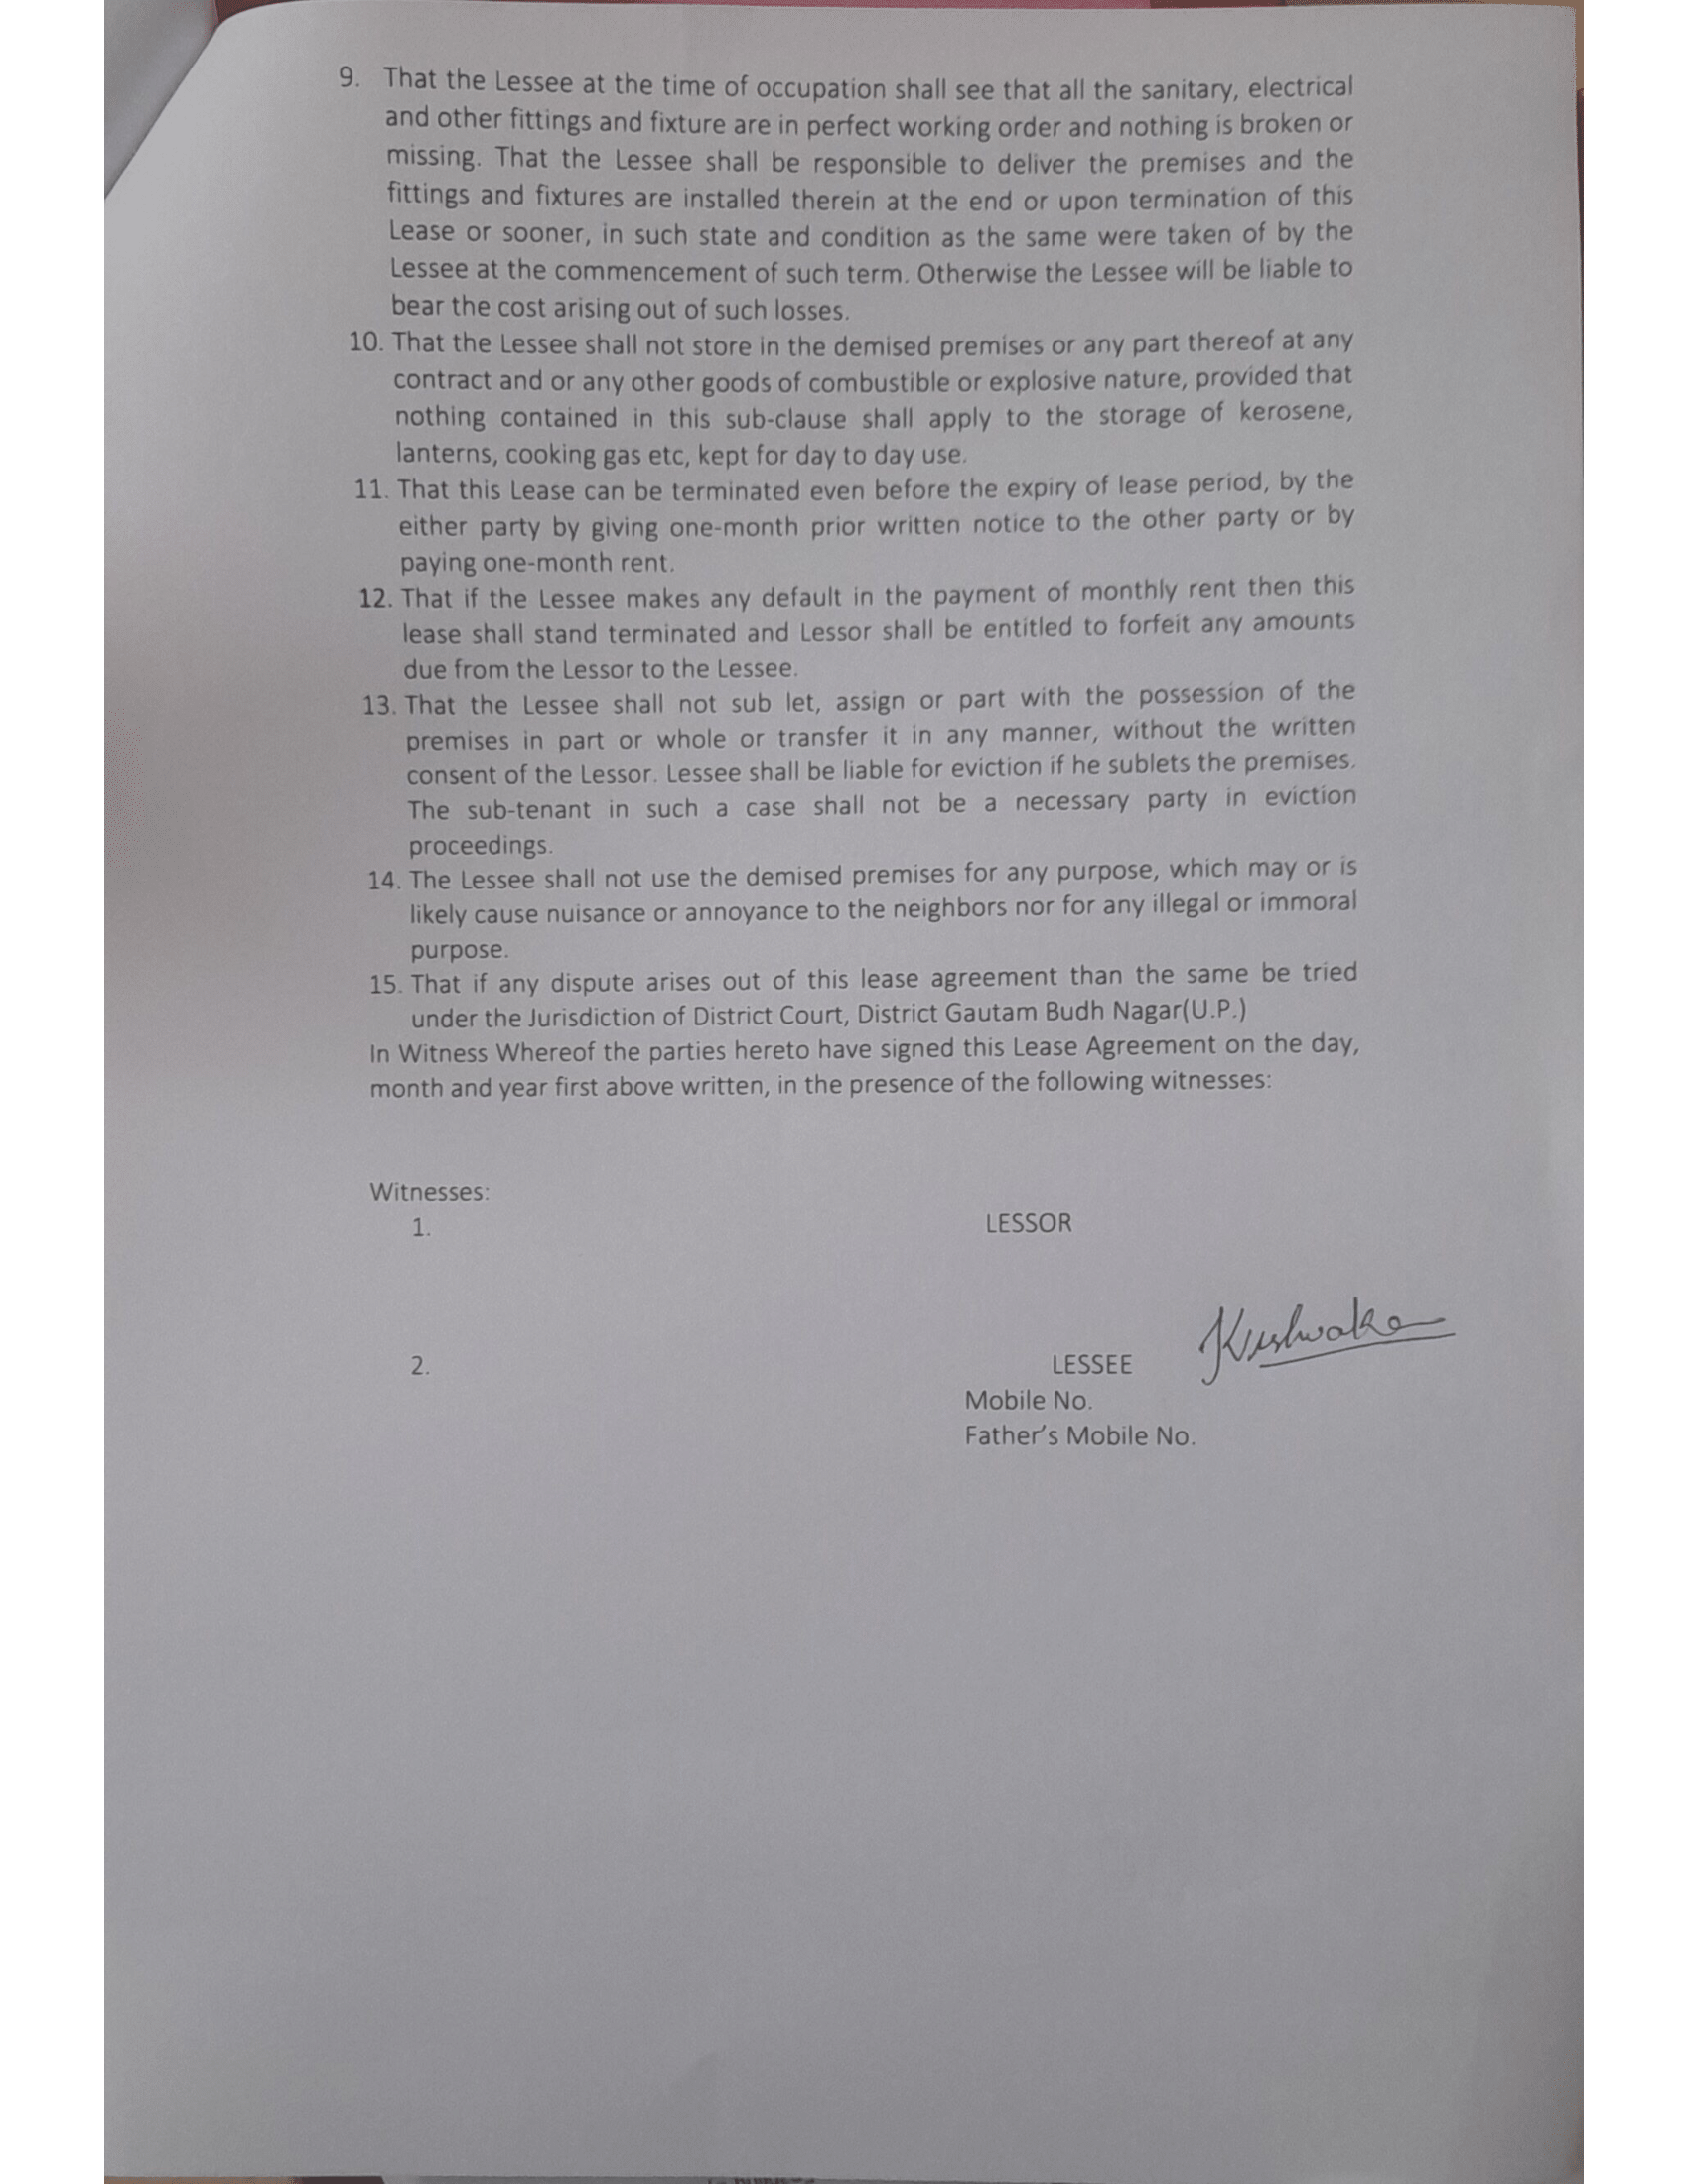 9. That the Lessee at the time of occupation shall see that all the sanitary, electrical
and other fittings and fixture are in perfect working order and nothing is broken or
missing. That the Lessee shall be responsible to deliver the premises and the
fittings and fixtures are installed therein at the end or upon termination of this
Lease or sooner, in such state and condition as the same were taken of by the
Lessee at the commencement of such term. Otherwise the Lessee will be liable to
bear the cost arising out of such losses.
10. That the Lessee shall not store in the demised premises or any part thereof at any
contract and or any other goods of combustible or explosive nature, provided that
nothing contained in this sub-clause shall apply to the storage of kerosene,
lanterns, cooking gas etc, kept for day to day use.
11. That this Lease can be terminated even before the expiry of lease period, by the
either party by giving one-month prior written notice to the other party or by
paying one-month rent.
12. That if the Lessee makes any default in the payment of monthly rent then this
lease shall stand terminated and Lessor shall be entitled to forfeit any amounts
due from the Lessor to the Lessee.
13. That the Lessee shall not sub let, assign or part with the possession of the
premises in part or whole or transfer it in any manner, without the written
consent of the Lessor. Lessee shall be liable for eviction if he sublets the premises.
The sub-tenant in such a case shall not be a necessary party in eviction
proceedings.
14. The Lessee shall not use the demised premises for any purpose, which may or is
likely cause nuisance or annoyance to the neighbors nor for any illegal or immoral
purpose.
15. That if any dispute arises out of this lease agreement than the same be tried
under the Jurisdiction of District Court, District Gautam Budh Nagar(U.P.)
In Witness Whereof the parties hereto have signed this Lease Agreement on the day,
month and year first above written, in the presence of the following witnesses:
Witnesses:
1. LESSOR
Kushwaha
2. LESSEE
Mobile No.
Father's Mobile No.